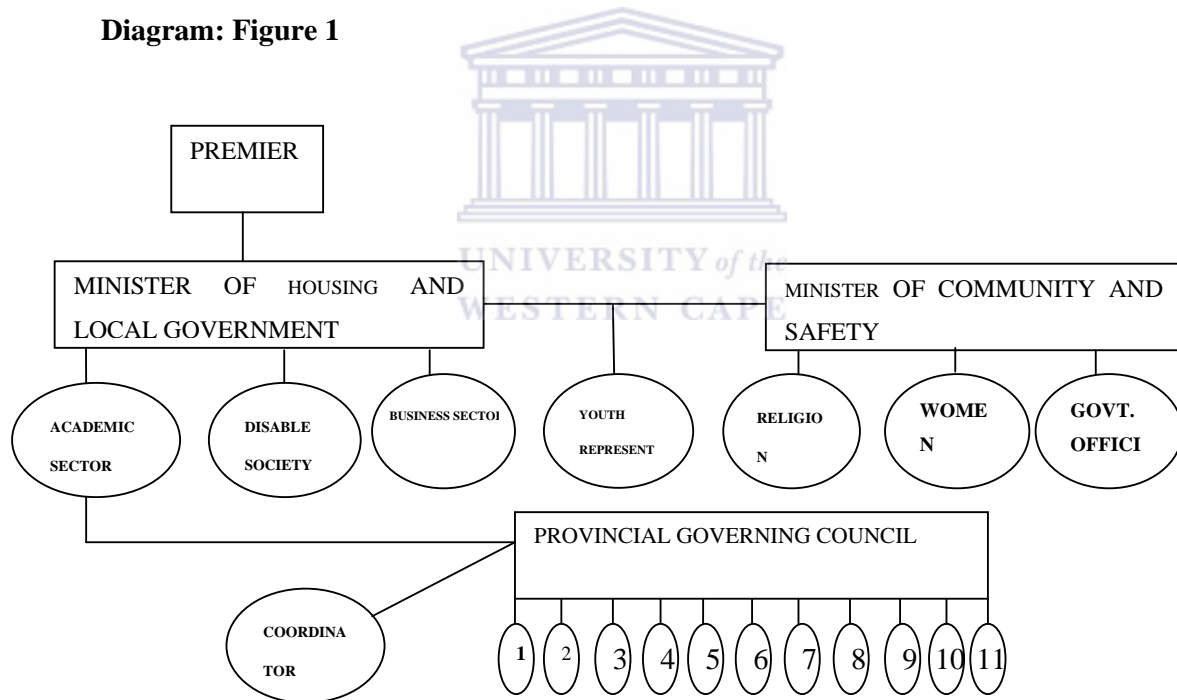 Diagram: Figure 1
PREMIER
UNIVERSITY of the
WESTERN CAPE
MINISTER OF HOUSING AND
LOCAL GOVERNMENT
MINISTER OF COMMUNITY AND
SAFETY
ACADEMIC
SECTOR
DISABLE
SOCIETY
BUSINESS SECTOR
YOUTH
REPRESENT
RELIGIO
N
WOME
N
GOVT.
OFFICI
PROVINCIAL GOVERNING COUNCIL
COORDINA
TOR
1 2 3 4 5 6 7 8 9 10 11